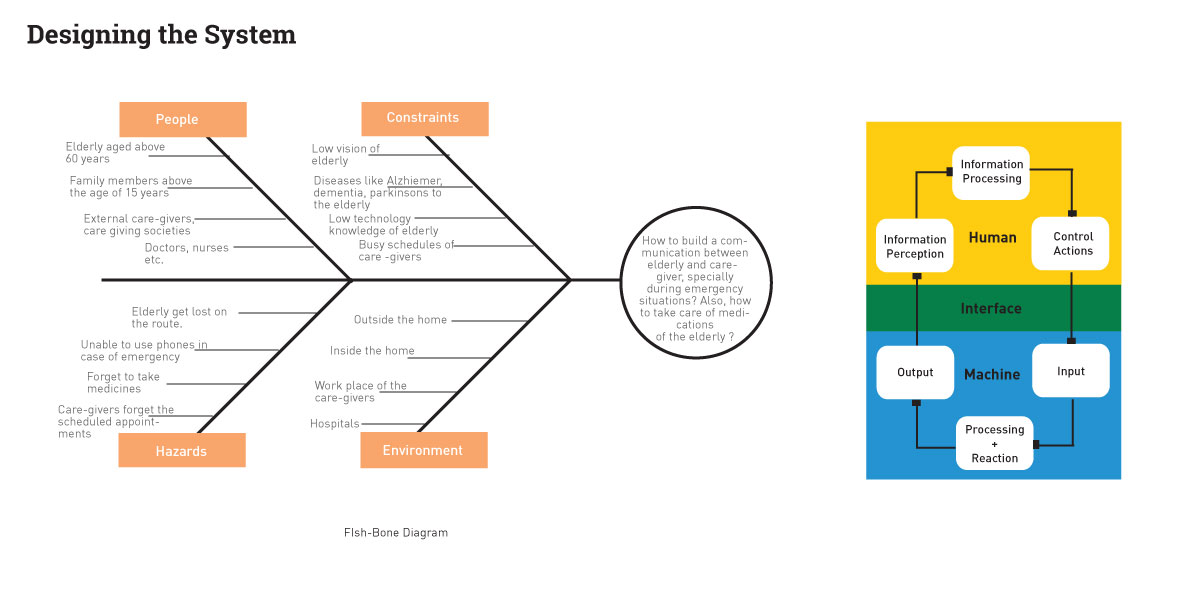 Designing the System
People
Elderly aged above
60 years
Family members above
the age of 15 years
External care-givers,
care giving societies
Doctors, nurses
etc.
Constraints
Low vision of
elderly
Diseases like Alzhiemer,
dementia, parkinsons to
the elderly
Low technology
knowledge of elderly
Busy schedules of
care -givers
Elderly get lost on
the route.
Unable to use phones in
case of emergency
Forget to take
medicines
Care-givers forget the
scheduled appoint-
ments
Hazards
Outside the home
Inside the home
Work place of the
care-givers
Hospitals
Environment
How to build a com-
munication between
elderly and care-
giver, specially
during emergency
situations? Also, how
to take care of medi-
cations
of the elderly ?
FIsh-Bone Diagram
Information
Processing
Information
Perception
Human
Control
Actions
Interface
Output
Machine
Input
Processing
+
Reaction